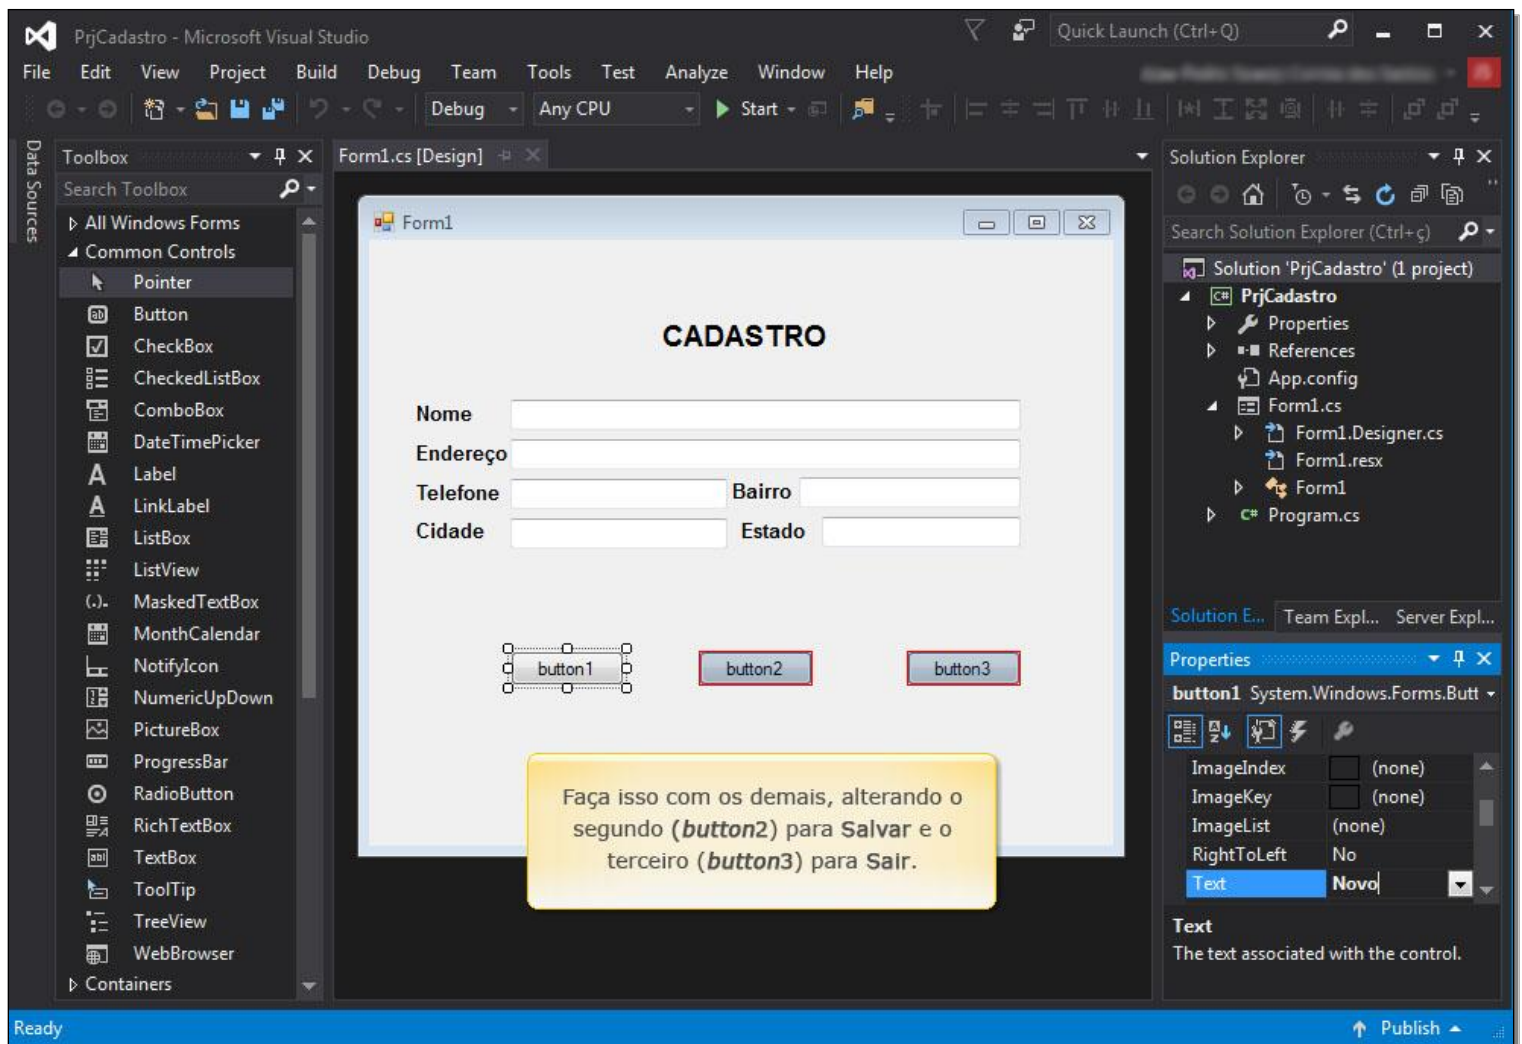 PrjCadastro - Microsoft Visual Studio
Quick Launch (Ctrl+Q)
File Edit View Project Build Debug Team Tools Test Analyze Window Help
Debug Any CPU Start
Data Sources
Toolbox
Search Toolbox
All Windows Forms
Common Controls
Pointer
Button
CheckBox
CheckedListBox
ComboBox
DateTimePicker
Label
LinkLabel
ListBox
ListView
MaskedTextBox
MonthCalendar
NotifyIcon
NumericUpDown
PictureBox
ProgressBar
RadioButton
RichTextBox
TextBox
ToolTip
TreeView
WebBrowser
Containers
Form1.cs [Design]
Form1
CADASTRO
Nome
Endereço
Telefone Bairro
Cidade Estado
button1 button2 button3
Faça isso com os demais, alterando o
segundo (button2) para Salvar e o
terceiro (button3) para Sair.
Solution Explorer
Search Solution Explorer (Ctrl+ç)
Solution 'PrjCadastro' (1 project)
PrjCadastro
Properties
References
App.config
Form1.cs
Form1.Designer.cs
Form1.resx
Form1
Program.cs
Solution E... Team Expl... Server Expl...
Properties
button1 System.Windows.Forms.Butt
ImageIndex (none)
ImageKey (none)
ImageList (none)
RightToLeft No
Text Novo
Text
The text associated with the control.
Ready
Publish